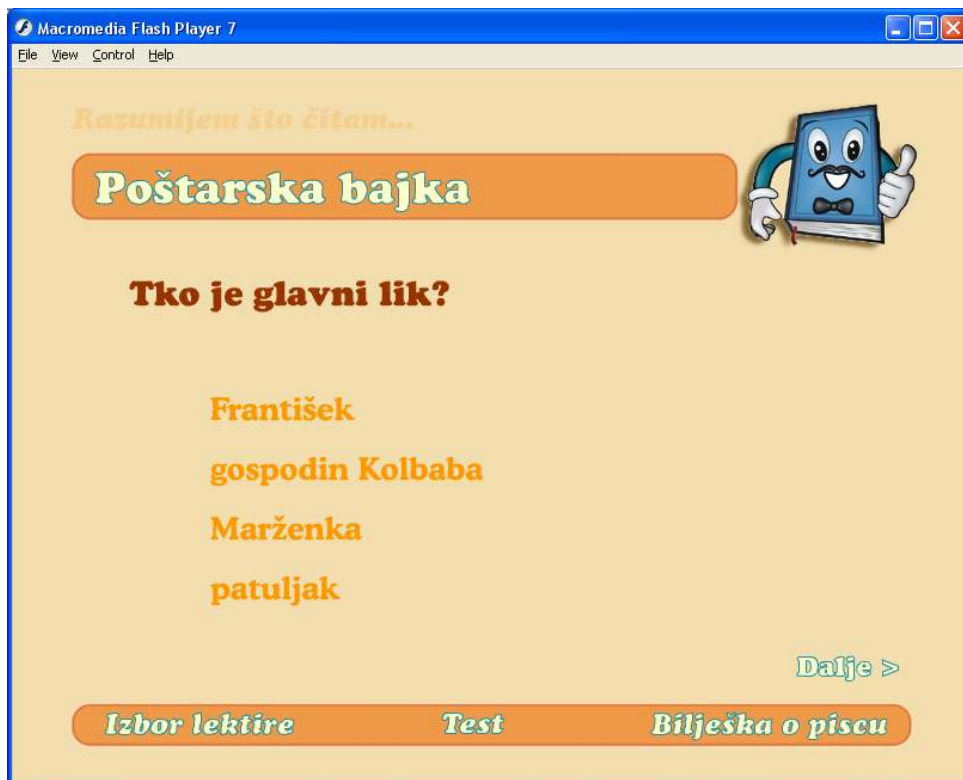 Macromedia Flash Player 7
File View Control Help
Razumijem što čitam...
Poštarska bajka
Tko je glavni lik?
František
gospodin Kolbaba
Marženka
patuljak
Dalje >
Izbor lektire Test Bilješka o piscu